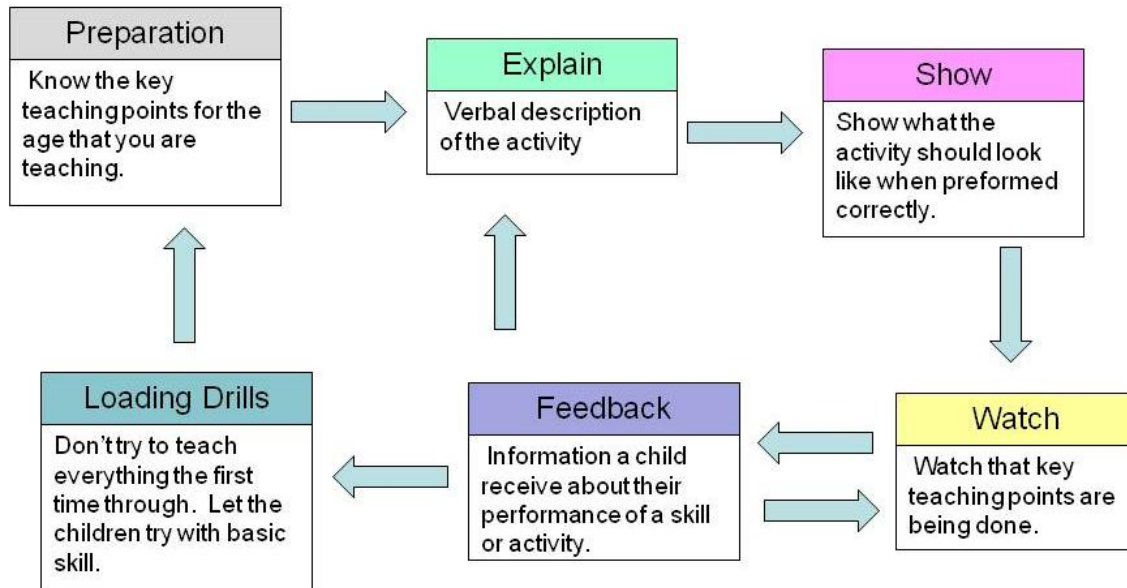 Preparation
Know the key
teaching points for the
age that you are
teaching.
Explain
Verbal description
of the activity
Show
Show what the
activity should look
like when preformed
correctly.
Loading Drills
Don't try to teach
everything the first
time through. Let the
children try with basic
skill.
Feedback
Information a child
receive about their
performance of a skill
or activity.
Watch
Watch that key
teaching points are
being done.